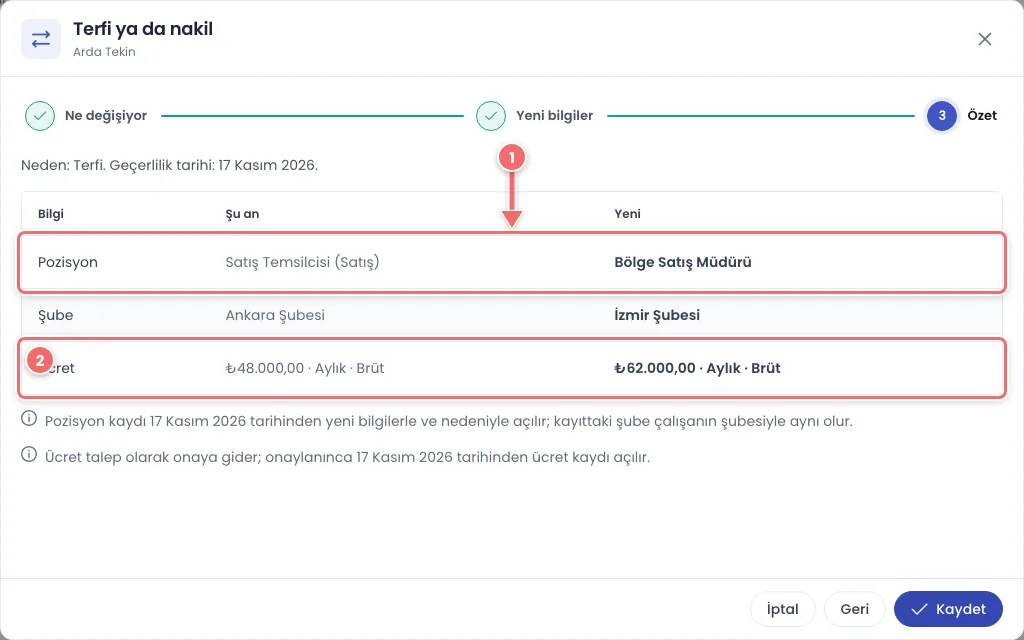 Terfi ya da nakil
Arda Tekin
Ne değişiyor
Yeni bilgiler
3 Özet
Neden: Terfi. Geçerlilik tarihi: 17 Kasım 2026.
1
Bilgi Şu an Yeni
Pozisyon Satış Temsilcisi (Satış) Bölge Satış Müdürü
Şube Ankara Şubesi İzmir Şubesi
2 ₺48.000,00 · Aylık · Brüt ₺62.000,00 · Aylık · Brüt
Pozisyon kaydı 17 Kasım 2026 tarihinden yeni bilgilerle ve nedeniyle açılır; kayıttaki şube çalışanın şubesiyle aynı olur.
Ücret talep olarak onaya gider; onaylanınca 17 Kasım 2026 tarihinden ücret kaydı açılır.
İptal Geri Kaydet